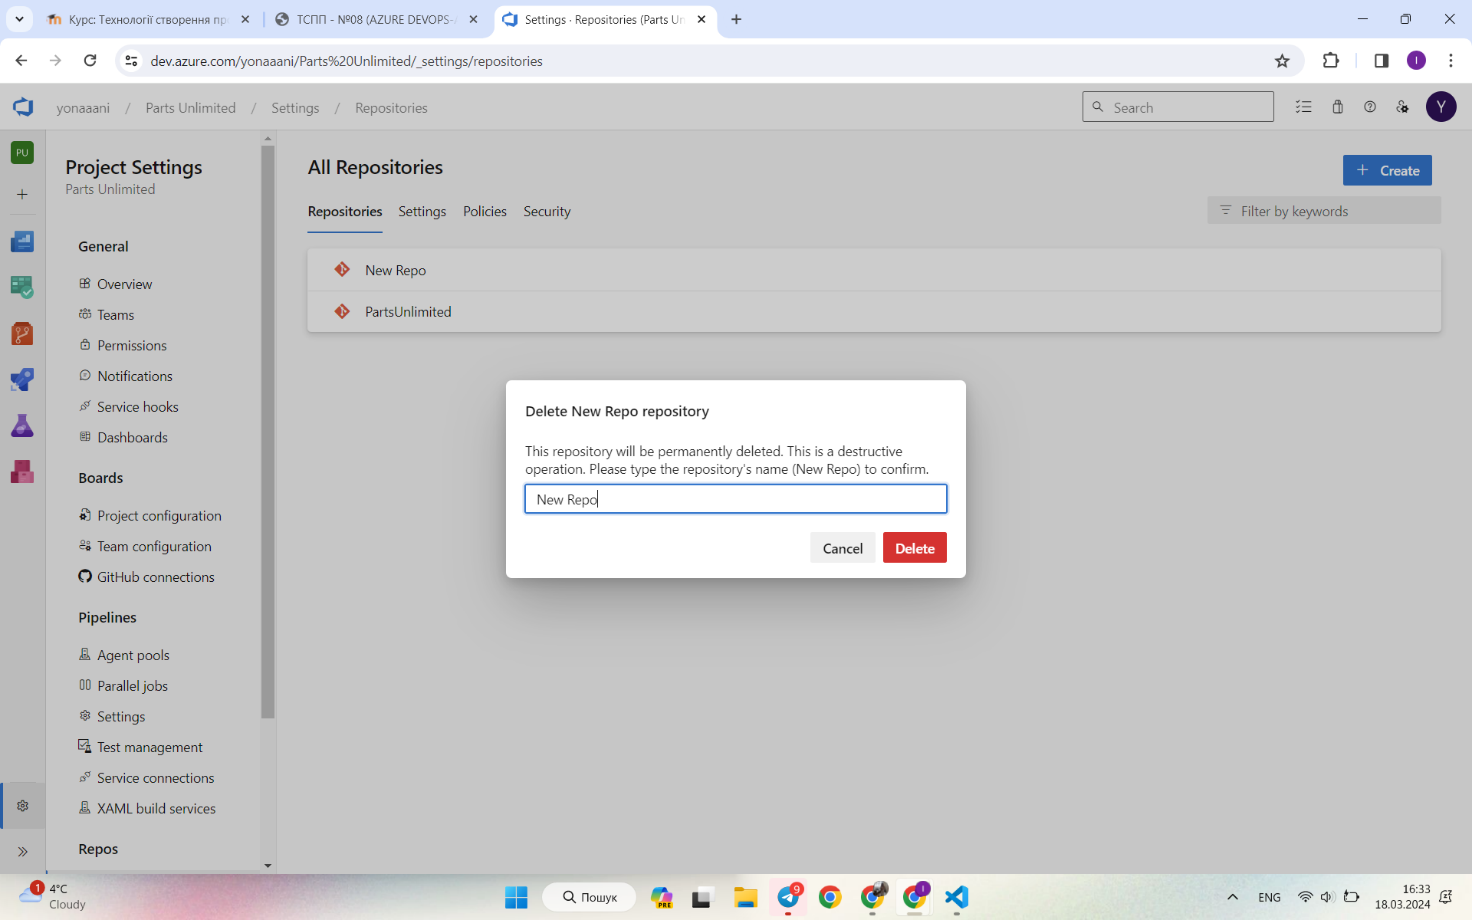 Курс: Технології створення пр
ТСПП - №08 (AZURE DEVOPS-
Settings · Repositories (Parts Un
dev.azure.com/yonaaani/Parts%20Unlimited/_settings/repositories
I
yonaaani / Parts Unlimited / Settings / Repositories
Search
Y
PU
Project Settings
Parts Unlimited
General
Overview
Teams
Permissions
Notifications
Service hooks
Dashboards
Boards
Project configuration
Team configuration
GitHub connections
Pipelines
Agent pools
Parallel jobs
Settings
Test management
Service connections
XAML build services
Repos
All Repositories
Create
Repositories Settings Policies Security
Filter by keywords
New Repo
PartsUnlimited
Delete New Repo repository
This repository will be permanently deleted. This is a destructive
operation. Please type the repository's name (New Repo) to confirm.
New Repo
Cancel Delete
1
4°C
Cloudy
Пошук
PRE
9
I
ENG
16:33
18.03.2024